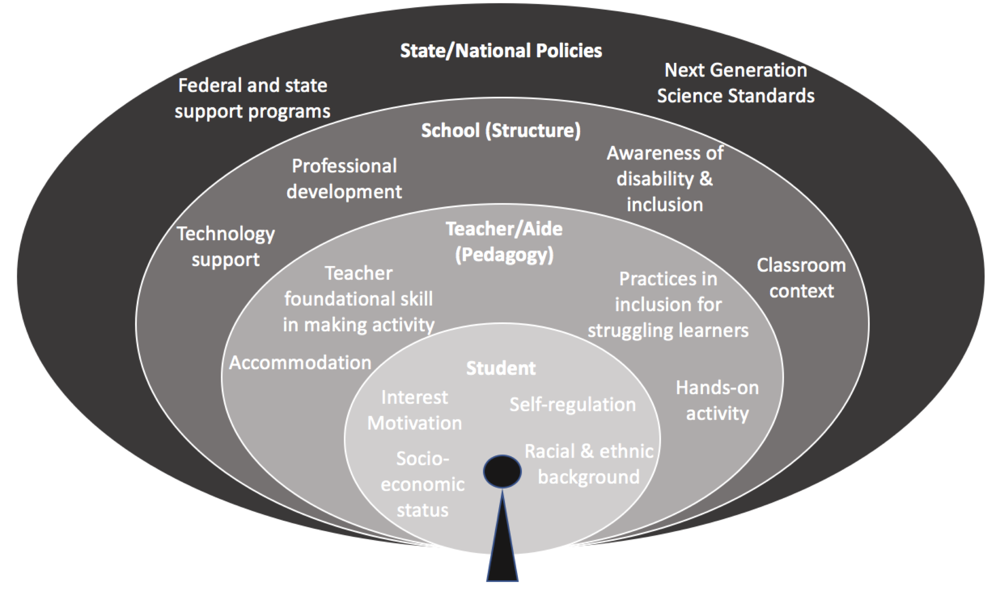 State/National Policies
Federal and state
support programs
Next Generation
Science Standards
School (Structure)
Professional
development
Awareness of
disability &
inclusion
Technology
support
Classroom
context
Teacher/Aide
(Pedagogy)
Teacher
foundational skill
in making activity
Practices in
inclusion for
struggling learners
Accommodation
Hands-on
activity
Student
Interest
Motivation
Self-regulation
Socio-
economic
status
Racial & ethnic
background